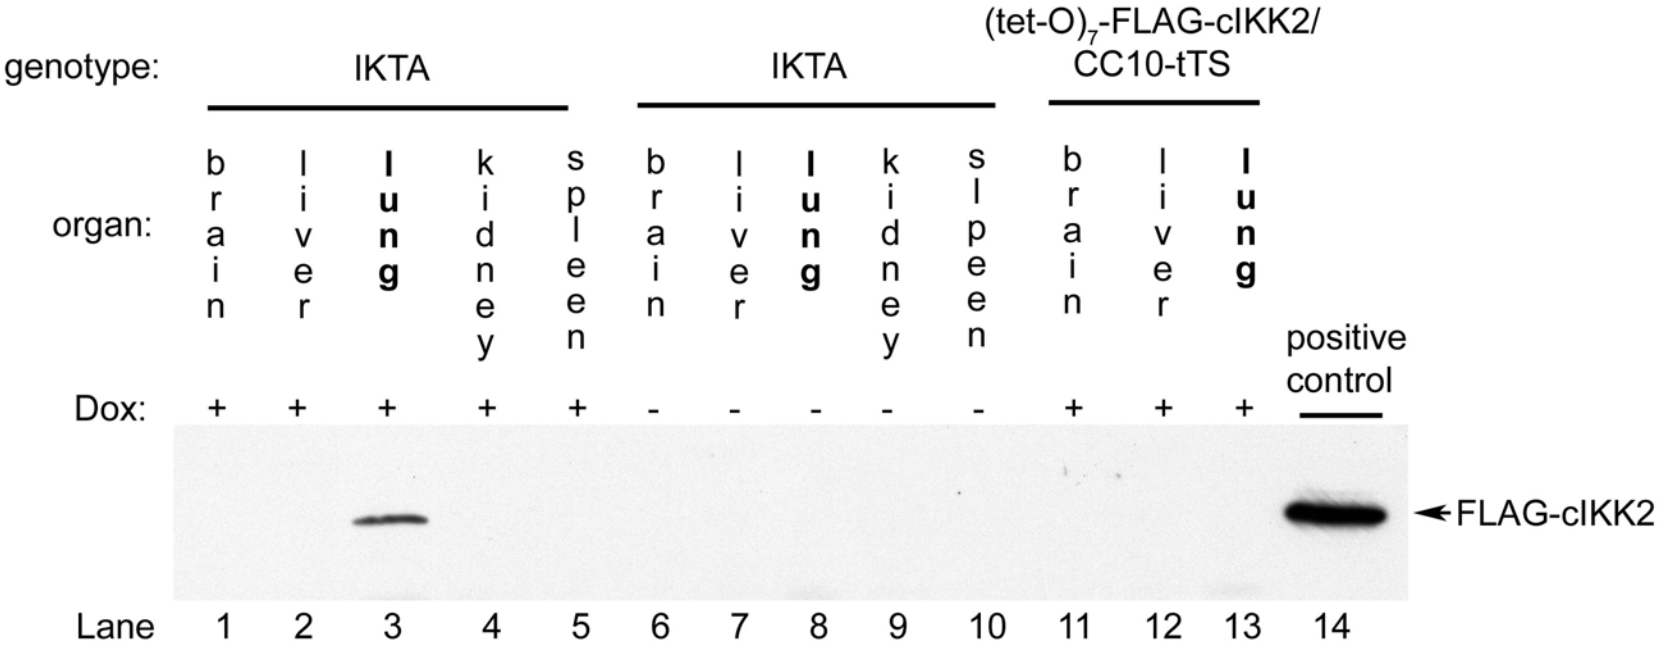 (tet-O)7-FLAG-cIKK2/
genotype: IKTA IKTA CC10-tTS
organ: brain liver lung kidney spleen brain liver lung kidney slpeen brain liver lung
positive
control
Dox: + + + + + - - - - - + + +
FLAG-cIKK2
Lane 1 2 3 4 5 6 7 8 9 10 11 12 13 14